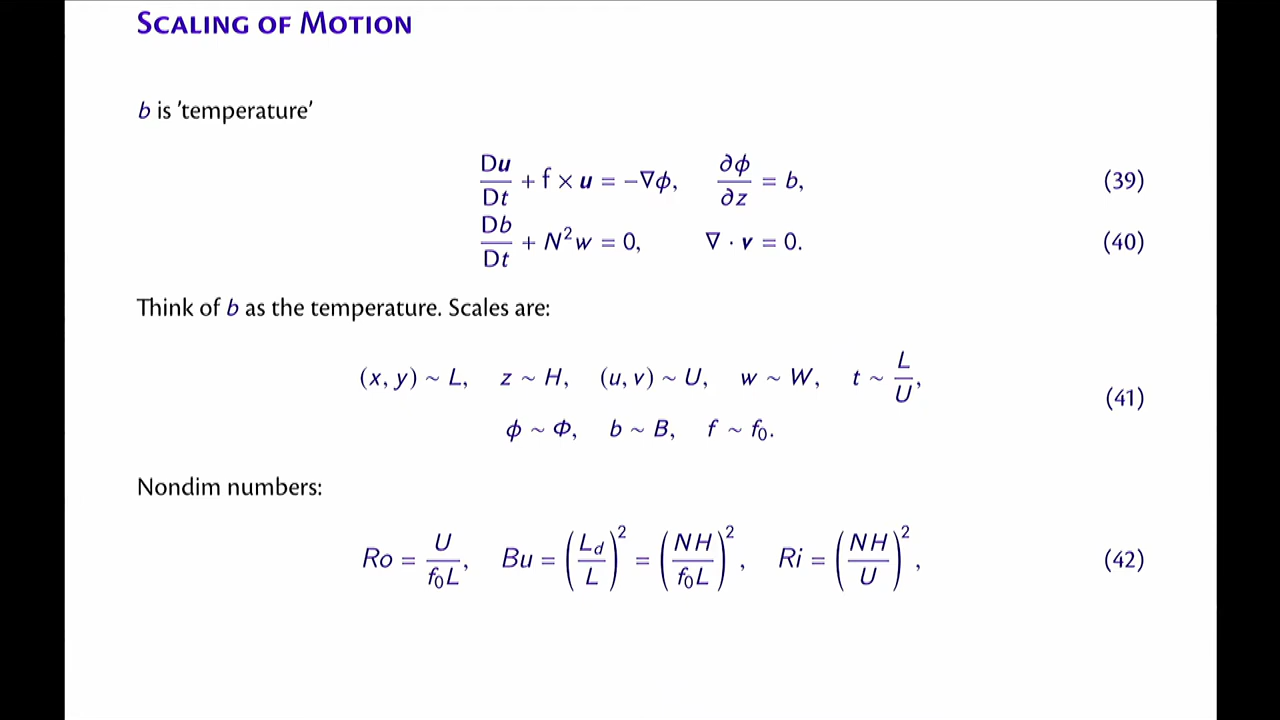 SCALING OF MOTION
b is 'temperature'
Du/Dt + f × u = −∇ϕ, ∂ϕ/∂z = b, (39)
Db/Dt + N²w = 0, ∇ · v = 0. (40)
Think of b as the temperature. Scales are:
(x, y) ~ L, z ~ H, (u, v) ~ U, w ~ W, t ~ L/U,
ϕ ~ Φ, b ~ B, f ~ f₀. (41)
Nondim numbers:
Ro = U/f₀L, Bu = (L_d/L)² = (NH/f₀L)², Ri = (NH/U)², (42)